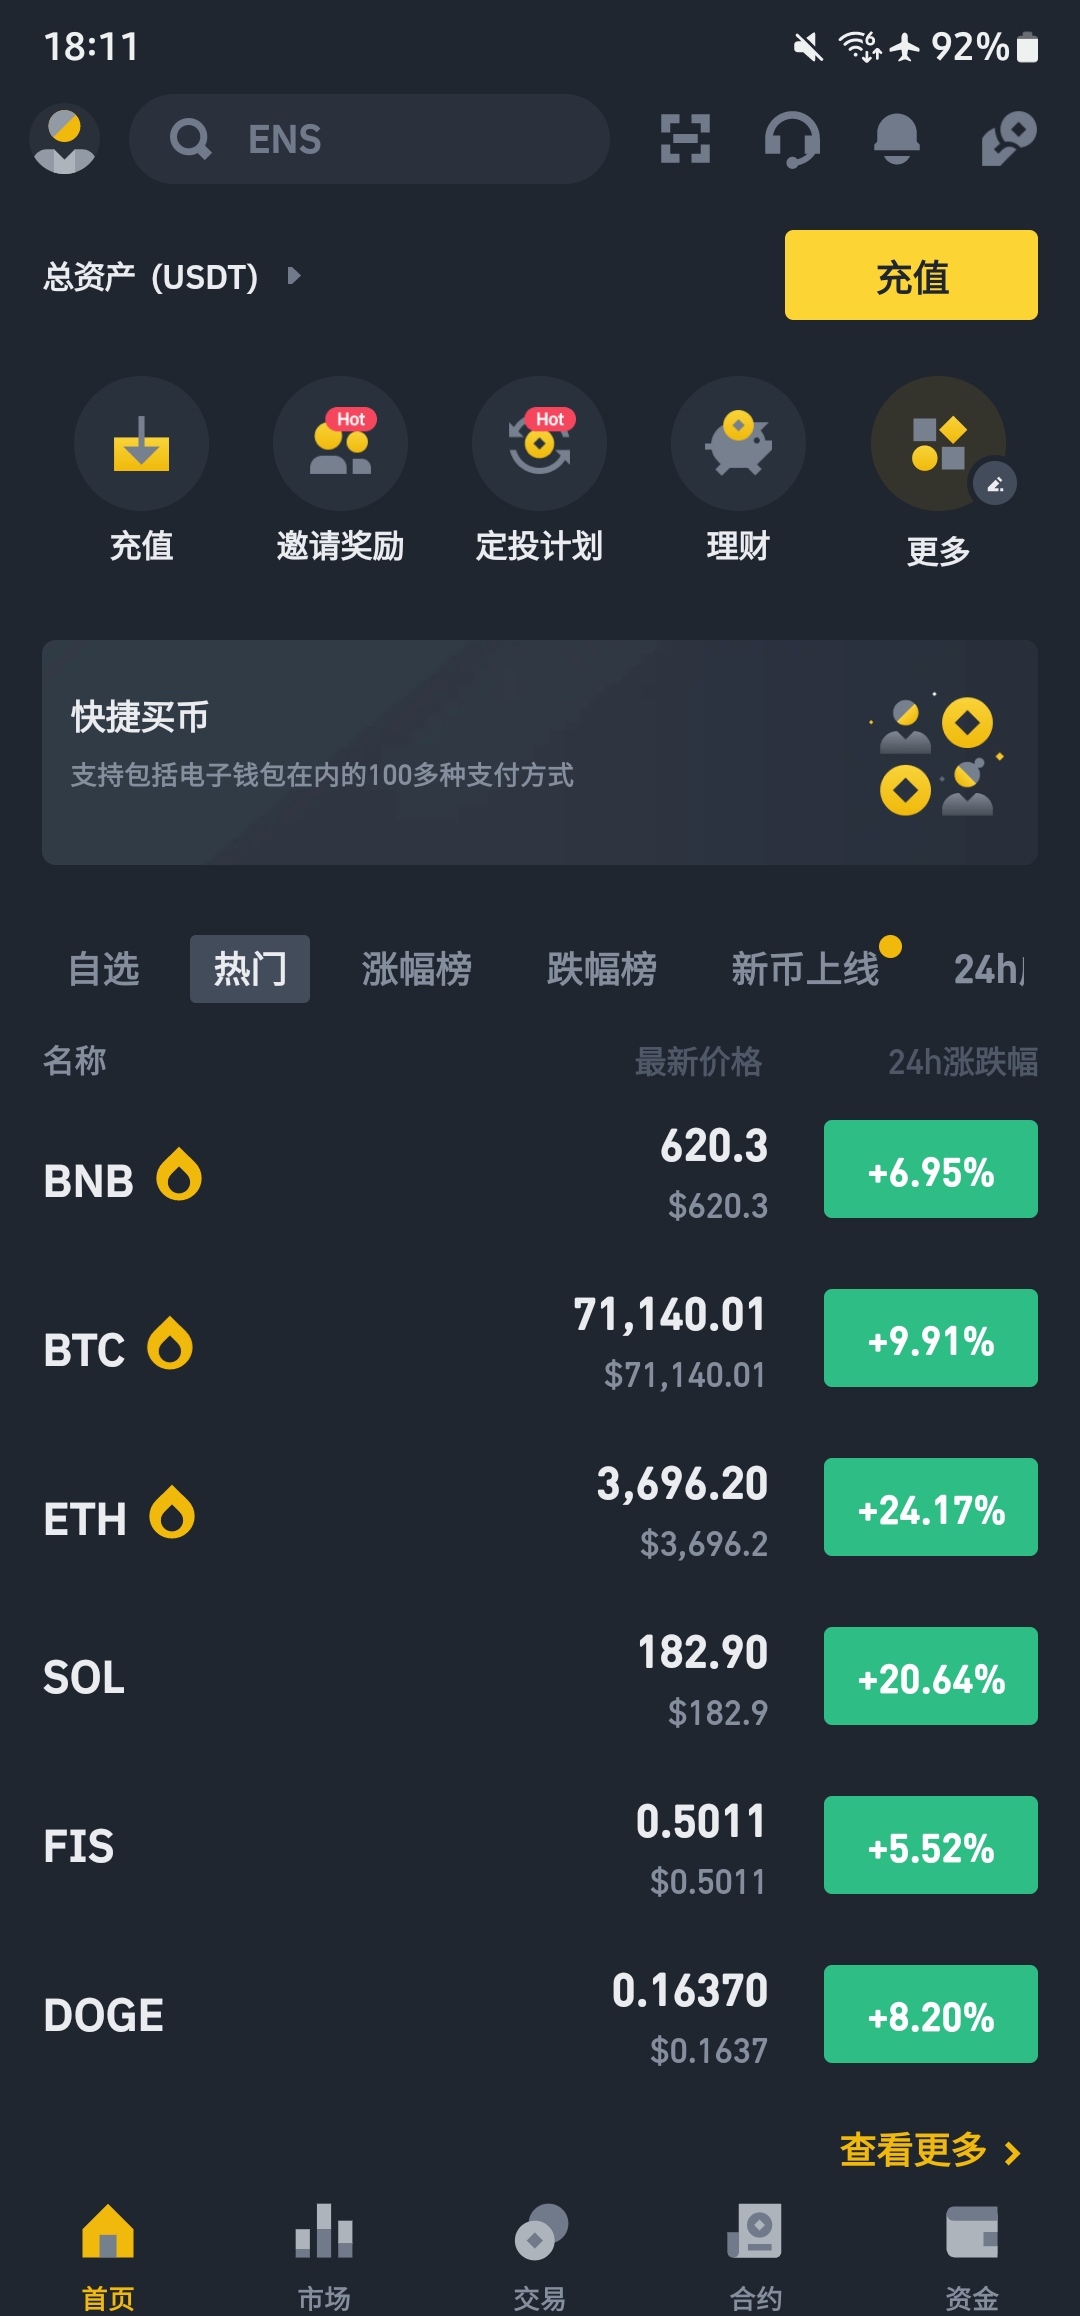 18:11 6 92%
ENS
总资产 (USDT)
充值
Hot Hot
充值 邀请奖励 定投计划 理财 更多
快捷买币
支持包括电子钱包在内的100多种支付方式
自选 热门 涨幅榜 跌幅榜 新币上线 24h
名称 最新价格 24h涨跌幅
BNB 620.3 +6.95%
$620.3
BTC 71,140.01 +9.91%
$71,140.01
ETH 3,696.20 +24.17%
$3,696.2
SOL 182.90 +20.64%
$182.9
FIS 0.5011 +5.52%
$0.5011
DOGE 0.16370 +8.20%
$0.1637
查看更多
首页 市场 交易 合约 资金